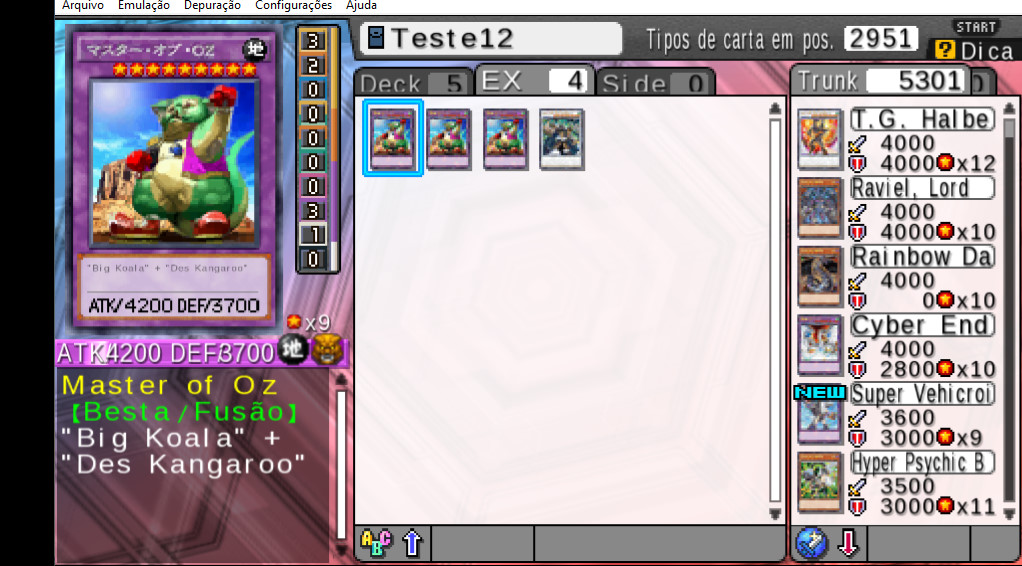 Arquivo Emulação Depuração Configurações Ajuda
マスター・オブ・OZ 地
"Big Koala" + "Des Kangaroo"
ATK/4200 DEF/3700
x9
ATK4200 DEF3700 地
Master of Oz
【Besta/Fusão】
"Big Koala" +
"Des Kangaroo"
3
2
0
0
0
0
0
3
1
0
Teste12
Tipos de carta em pos. 2951
START
? Dica
Deck 5
EX 4
Side 0
Trunk 5301
T.G. Halbe
4000
4000 x12
Raviel, Lord
4000
4000 x10
Rainbow Da
4000
0 x10
Cyber End
4000
2800 x10
NEW
Super Vehicroi
3600
3000 x9
Hyper Psychic B
3500
3000 x11
ABC